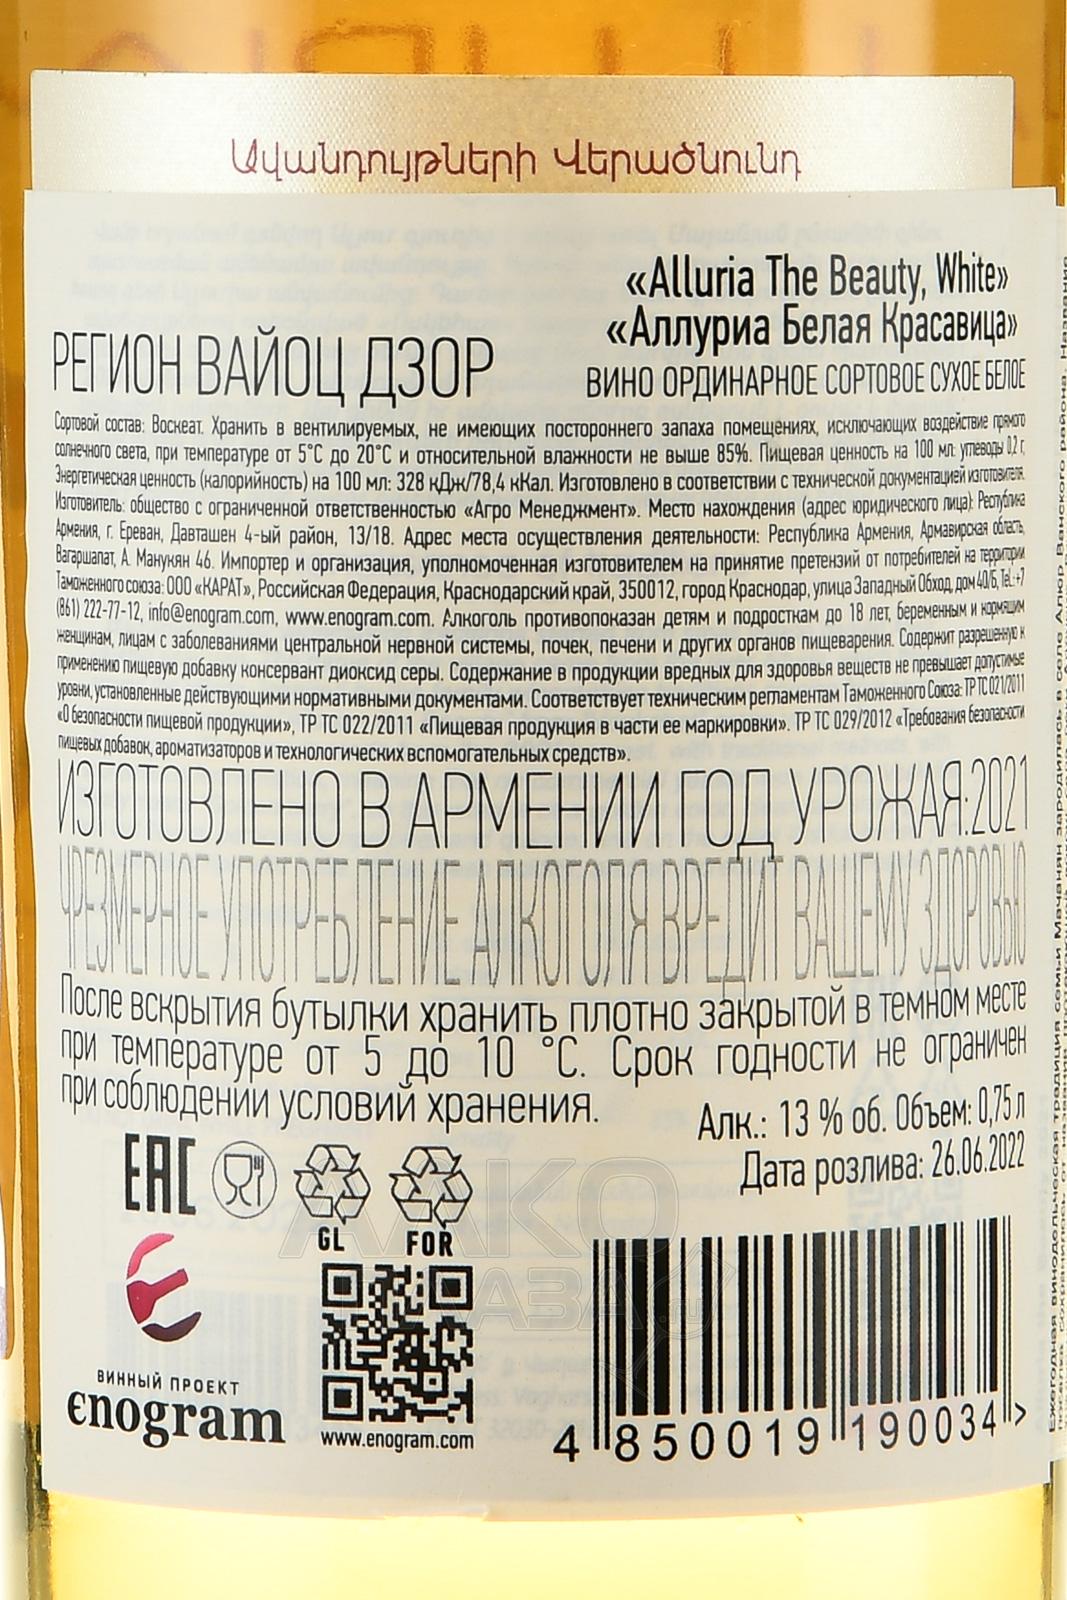 Ավանդույթների Վերածնունդ
«Alluria The Beauty, White»
«Аллуриа Белая Красавица»
РЕГИОН ВАЙОЦ ДЗОР
ВИНО ОРДИНАРНОЕ СОРТОВОЕ СУХОЕ БЕЛОЕ
Сортовой состав: Воскеат. Хранить в вентилируемых, не имеющих постороннего запаха помещениях, исключающих воздействие прямого
солнечного света, при температуре от 5°С до 20°С и относительной влажности не выше 85%. Пищевая ценность на 100 мл: углеводы 0,2 г,
Энергетическая ценность (калорийность) на 100 мл: 328 кДж/78,4 кКал. Изготовлено в соответствии с технической документацией изготовителя.
Изготовитель: общество с ограниченной ответственностью «Агро Менеджмент». Место нахождения (адрес юридического лица): Республика
Армения, г. Ереван, Давташен 4-ый район, 13/18. Адрес места осуществления деятельности: Республика Армения, Армавирская область,
Вагаршапат, А. Манукян 46. Импортер и организация, уполномоченная изготовителем на принятие претензий от потребителей на территории
Таможенного союза: ООО «КАРАТ», Российская Федерация, Краснодарский край, 350012, город Краснодар, улица Западный Обход, дом 40/Б, Tel.: +7
(861) 222-77-12, info@enogram.com, www.enogram.com. Алкоголь противопоказан детям и подросткам до 18 лет, беременным и кормящим
женщинам, лицам с заболеваниями центральной нервной системы, почек, печени и других органов пищеварения. Содержит разрешенную к
применению пищевую добавку консервант диоксид серы. Содержание в продукции вредных для здоровья веществ не превышает допустимые
уровни, установленные действующими нормативными документами. Соответствует техническим регламентам Таможенного Союза: ТР ТС 021/2011
«О безопасности пищевой продукции», ТР ТС 022/2011 «Пищевая продукция в части ее маркировки». ТР ТС 029/2012 «Требования безопасности
пищевых добавок, ароматизаторов и технологических вспомогательных средств».
ИЗГОТОВЛЕНО В АРМЕНИИ ГОД УРОЖАЯ: 2021
ЧРЕЗМЕРНОЕ УПОТРЕБЛЕНИЕ АЛКОГОЛЯ ВРЕДИТ ВАШЕМУ ЗДОРОВЬЮ
После вскрытия бутылки хранить плотно закрытой в темном месте
при температуре от 5 до 10 °С. Срок годности не ограничен
при соблюдении условий хранения.
Алк.: 13 % об. Объем: 0,75 л
Дата розлива: 26.06.2022
EAC
GL FOR
ВИННЫЙ ПРОЕКТ
єnogram
www.enogram.com
4 850019 190034 >